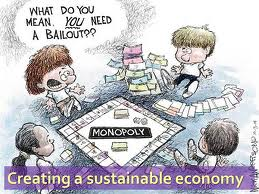 WHAT DO YOU
MEAN, YOU NEED
A BAILOUT??
MONOPOLY
Creating a sustainable economy